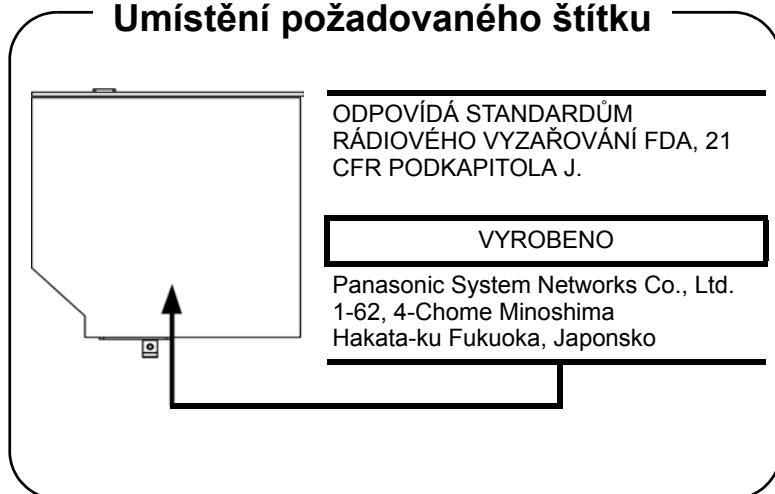 Umístění požadovaného štítku
ODPOVÍDÁ STANDARDŮM
RÁDIOVÉHO VYZAŘOVÁNÍ FDA, 21
CFR PODKAPITOLA J.
VYROBENO
Panasonic System Networks Co., Ltd.
1-62, 4-Chome Minoshima
Hakata-ku Fukuoka, Japonsko